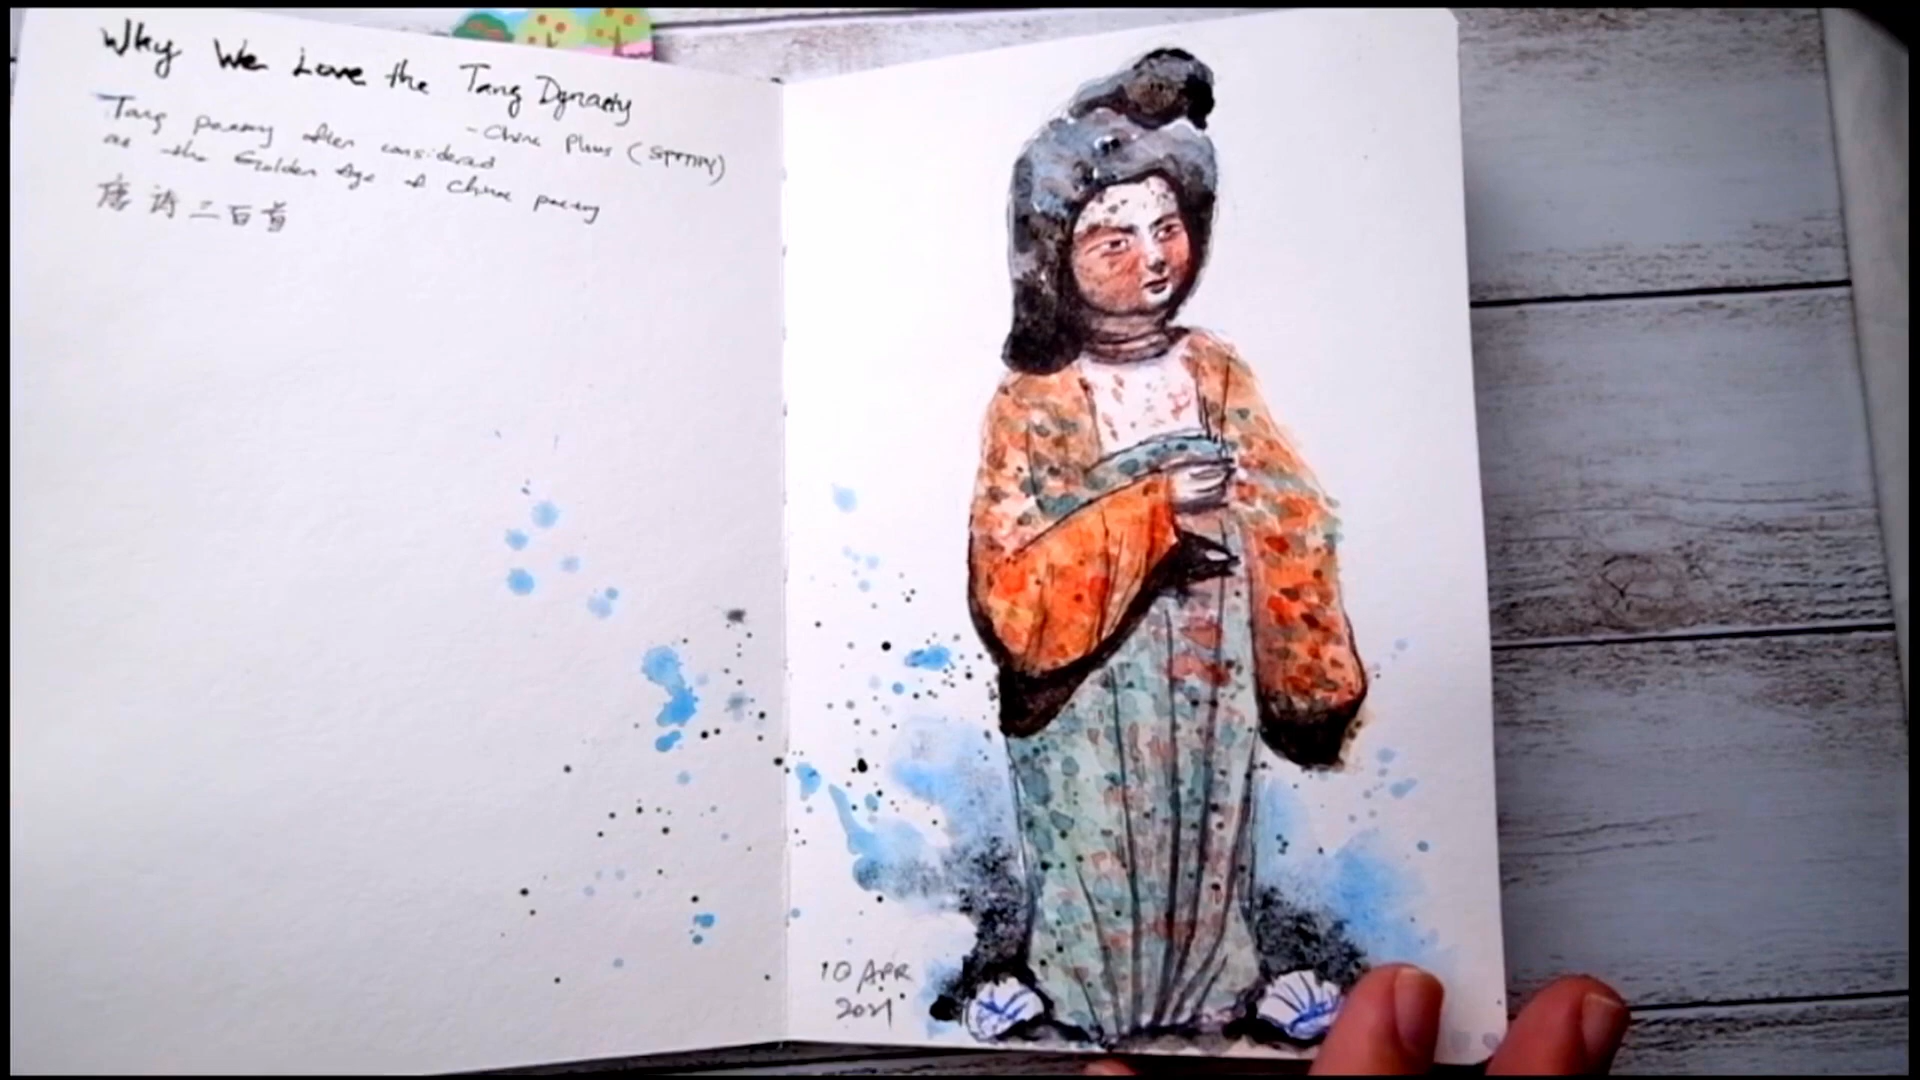 Why We Love the Tang Dynasty
- China Plus (SPOTIFY)
Tang poetry often considered
as the Golden Age of Chinese poetry
唐诗三百首
10 APR
2021